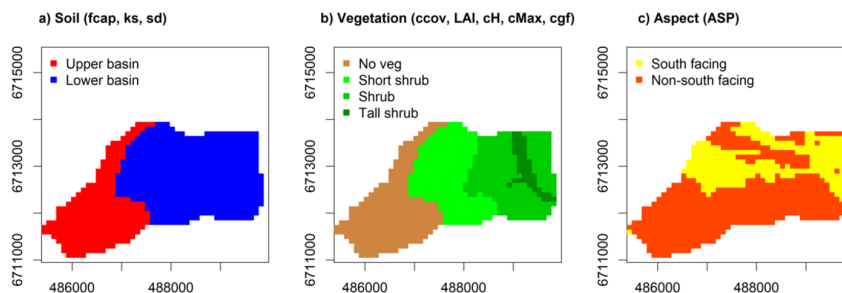 a) Soil (fcap, ks, sd)
Upper basin
Lower basin
6715000
6713000
6711000
486000
488000
b) Vegetation (ccov, LAI, cH, cMax, cgf)
No veg
Short shrub
Shrub
Tall shrub
6715000
6713000
6711000
486000
488000
c) Aspect (ASP)
South facing
Non-south facing
6715000
6713000
6711000
486000
488000